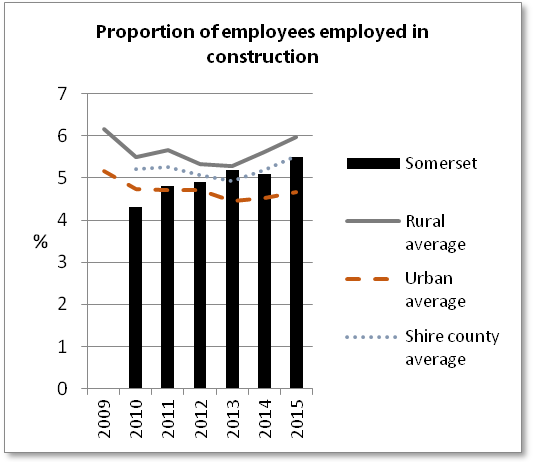 Proportion of employees employed in
construction
7
6
5
4
3
2
1
0
%
2009
2010
2011
2012
2013
2014
2015
Somerset
Rural
average
Urban
average
Shire county
average